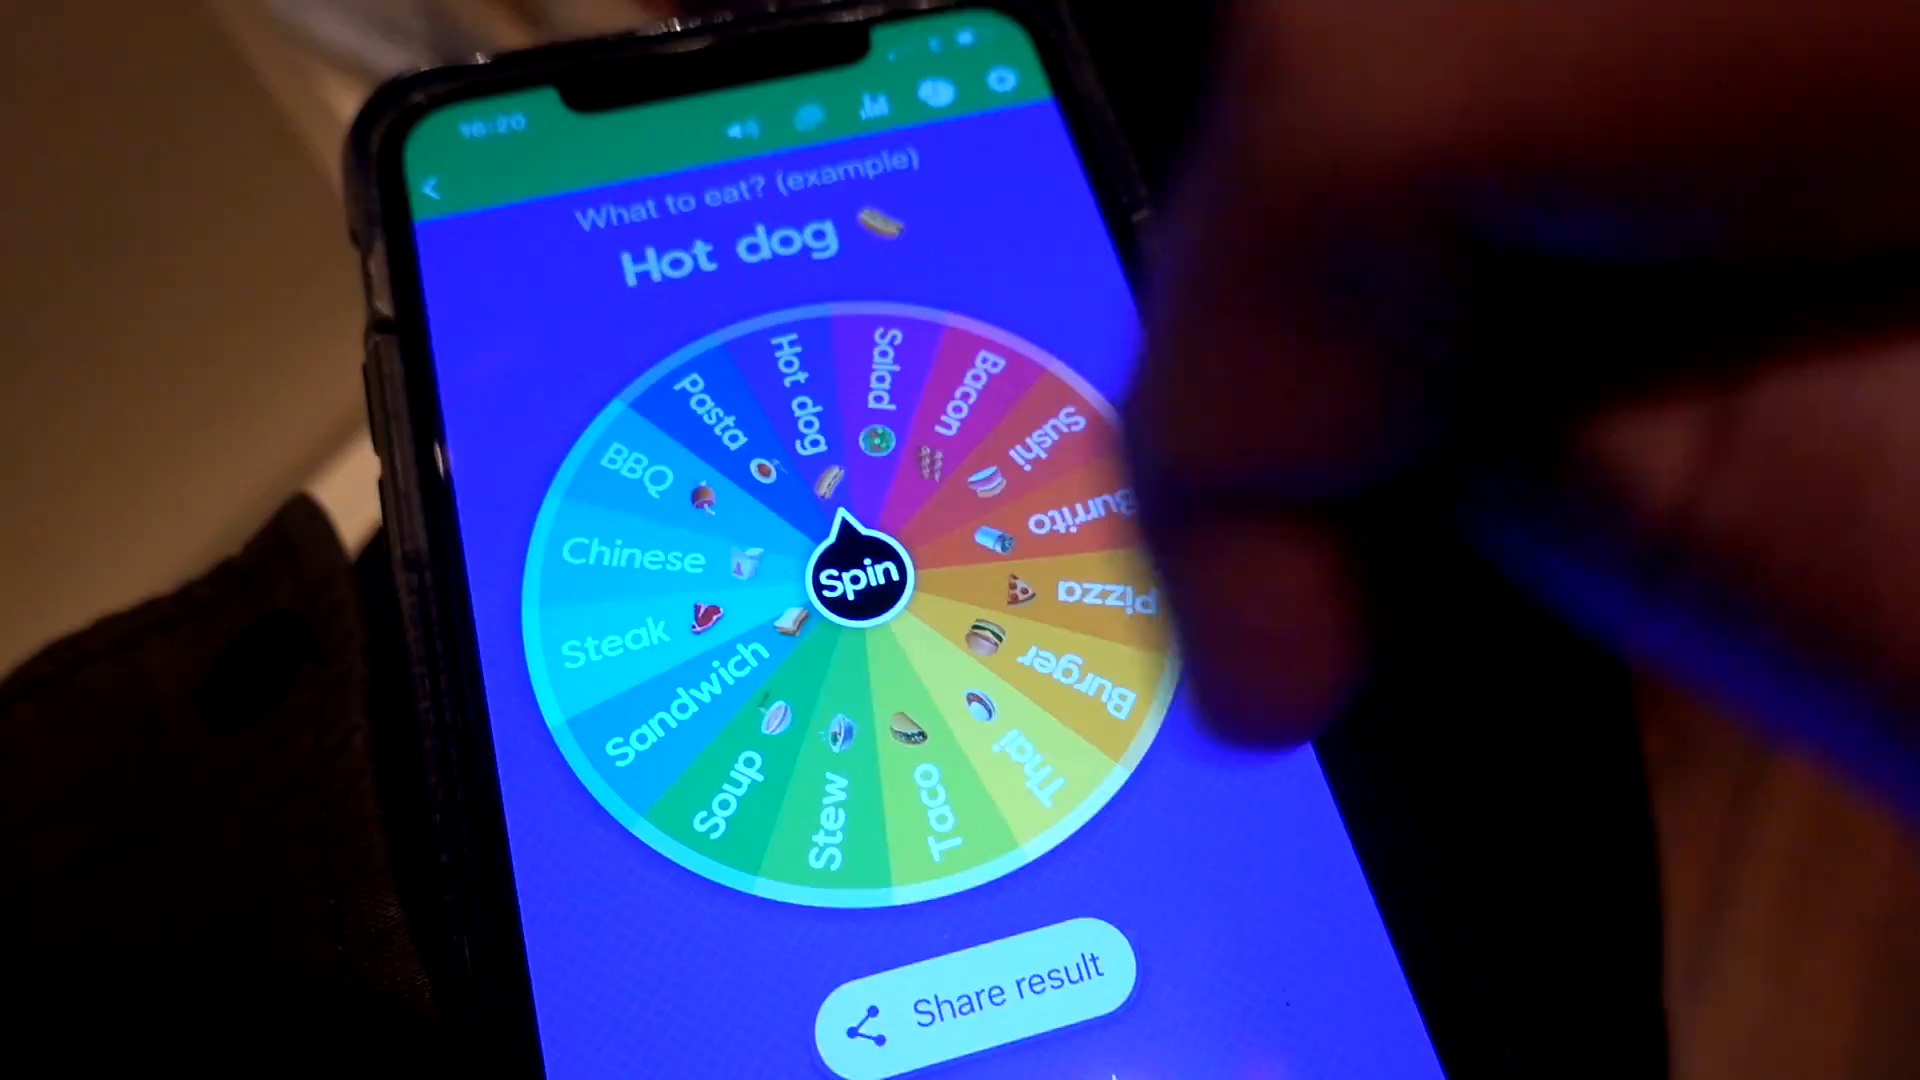 16:20
What to eat? (example)
Hot dog
Hot dog
Salad
Bacon
Sushi
Burrito
Pizza
Burger
Thai
Taco
Stew
Soup
Sandwich
Steak
Chinese
BBQ
Pasta
Spin
Share result